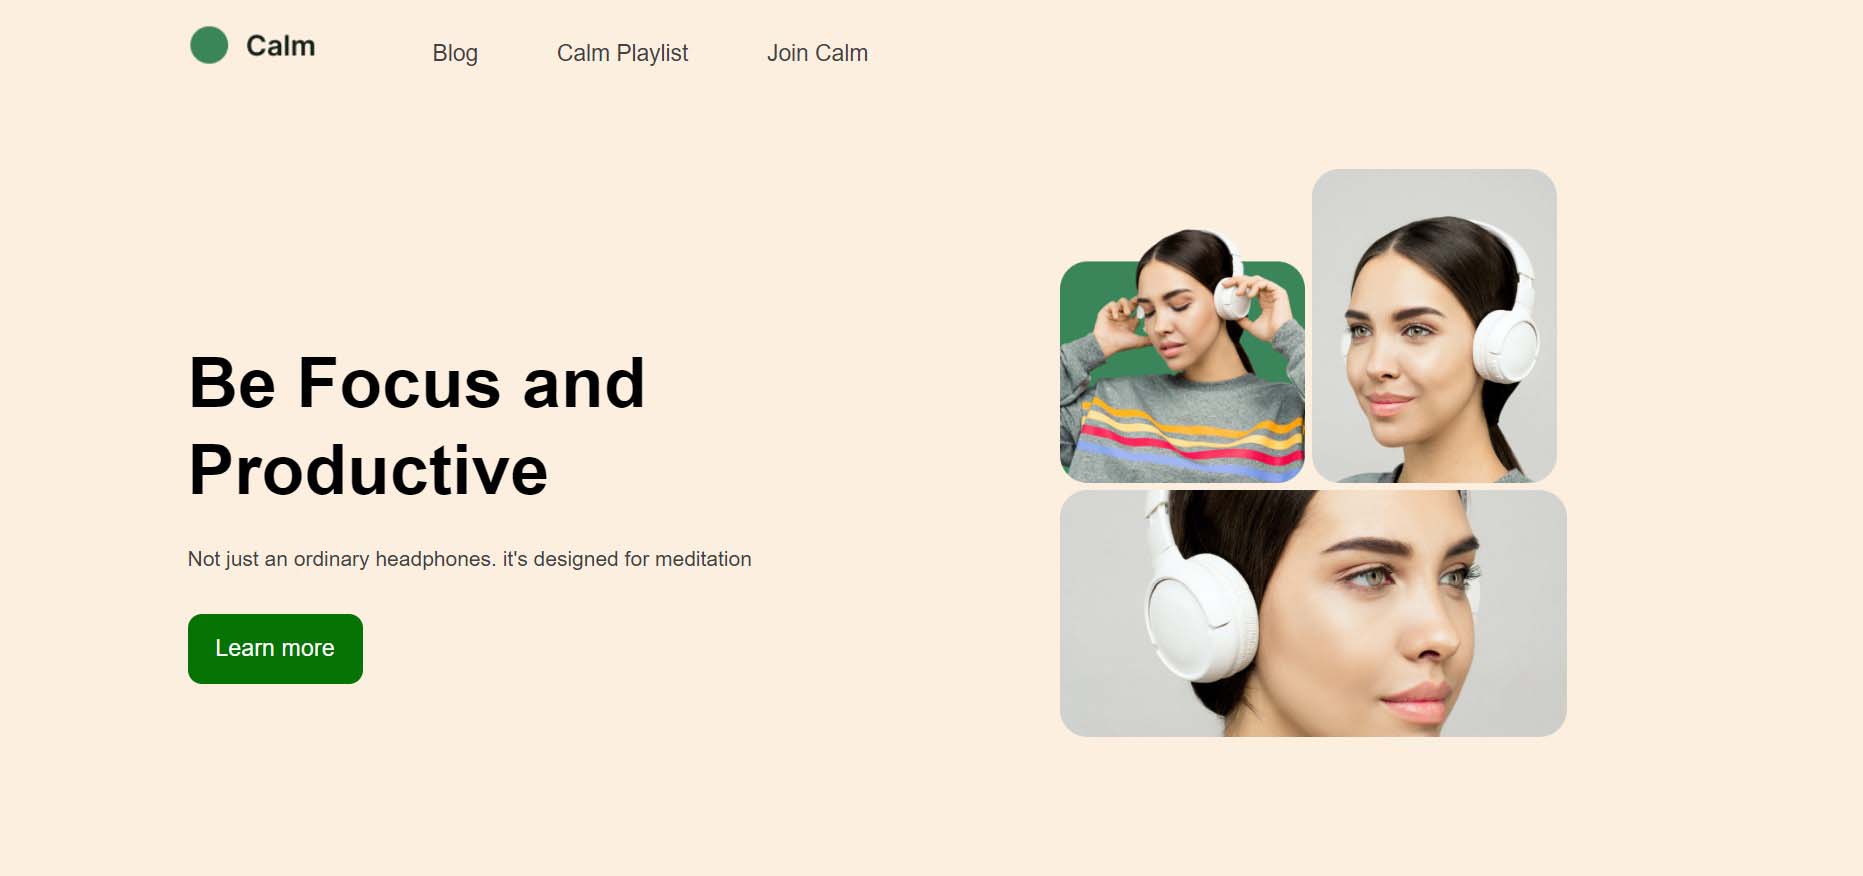 Calm
Blog
Calm Playlist
Join Calm
Be Focus and
Productive
Not just an ordinary headphones. it's designed for meditation
Learn more